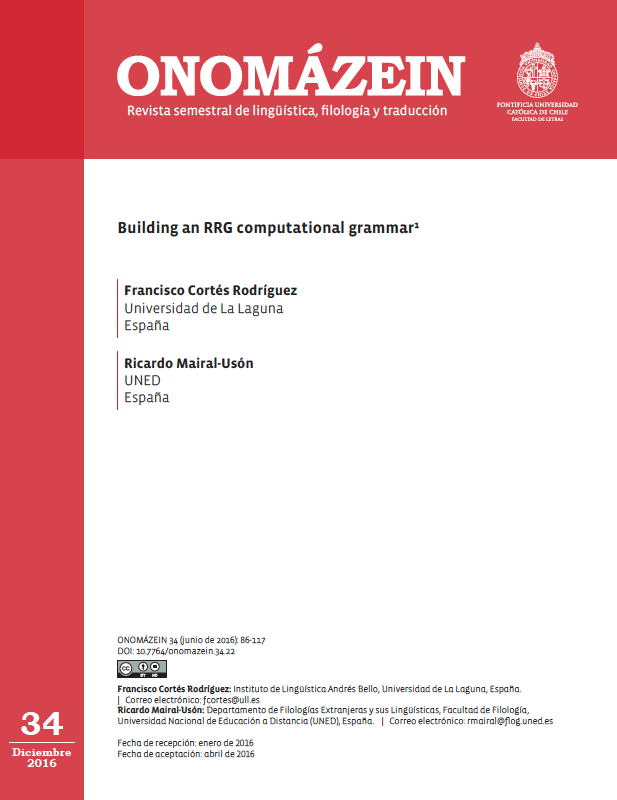 ONOMÁZEIN
Revista semestral de lingüística, filología y traducción
PONTIFICIA UNIVERSIDAD
CATÓLICA DE CHILE
FACULTAD DE LETRAS
Building an RRG computational grammar¹
Francisco Cortés Rodríguez
Universidad de La Laguna
España
Ricardo Mairal-Usón
UNED
España
ONOMÁZEIN 34 (junio de 2016): 86-117
DOI: 10.7764/onomazein.34.22
cc
BY ND
Francisco Cortés Rodríguez: Instituto de Lingüística Andrés Bello, Universidad de La Laguna, España.
| Correo electrónico: fcortes@ull.es
Ricardo Mairal-Usón: Departamento de Filologías Extranjeras y sus Lingüísticas, Facultad de Filología,
Universidad Nacional de Educación a Distancia (UNED), España. | Correo electrónico: rmairal@flog.uned.es
Fecha de recepción: enero de 2016
Fecha de aceptación: abril de 2016
34
Diciembre
2016